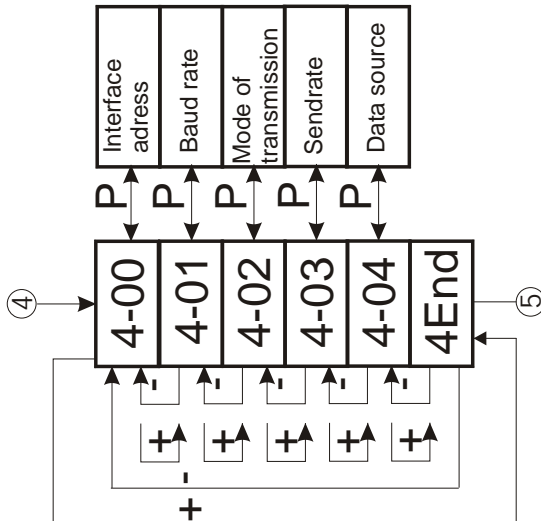 4
4-00
P
Interface
adress
4-01
P
Baud rate
4-02
P
Mode of
transmission
4-03
P
Sendrate
4-04
P
Data source
4End
5
-
-
-
-
-
+
+
+
+
+
+ -